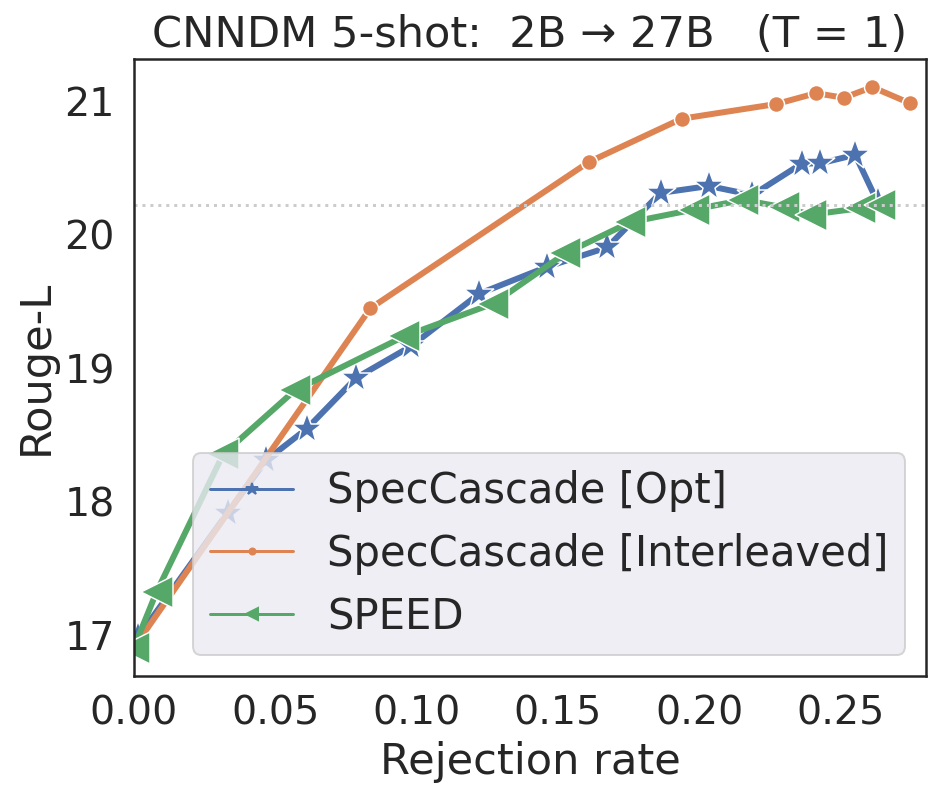 CNNDM 5-shot:  2B → 27B   (T = 1)
21
20
19
18
17
Rouge-L
SpecCascade [Opt]
SpecCascade [Interleaved]
SPEED
0.00 0.05 0.10 0.15 0.20 0.25
Rejection rate